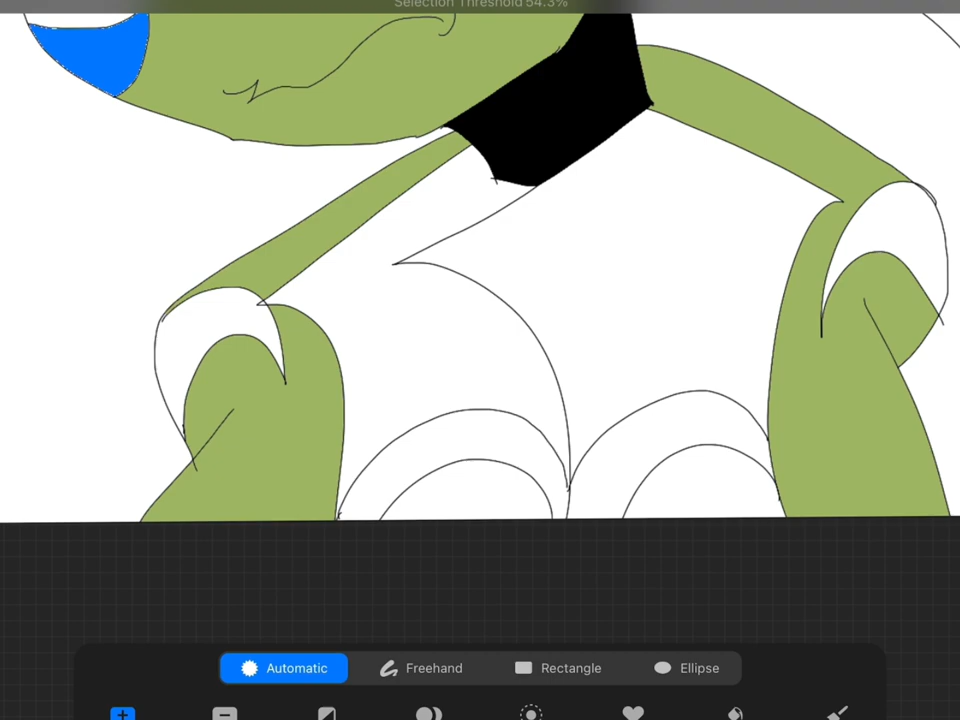 Selection Threshold 54.3%
Automatic
Freehand
Rectangle
Ellipse